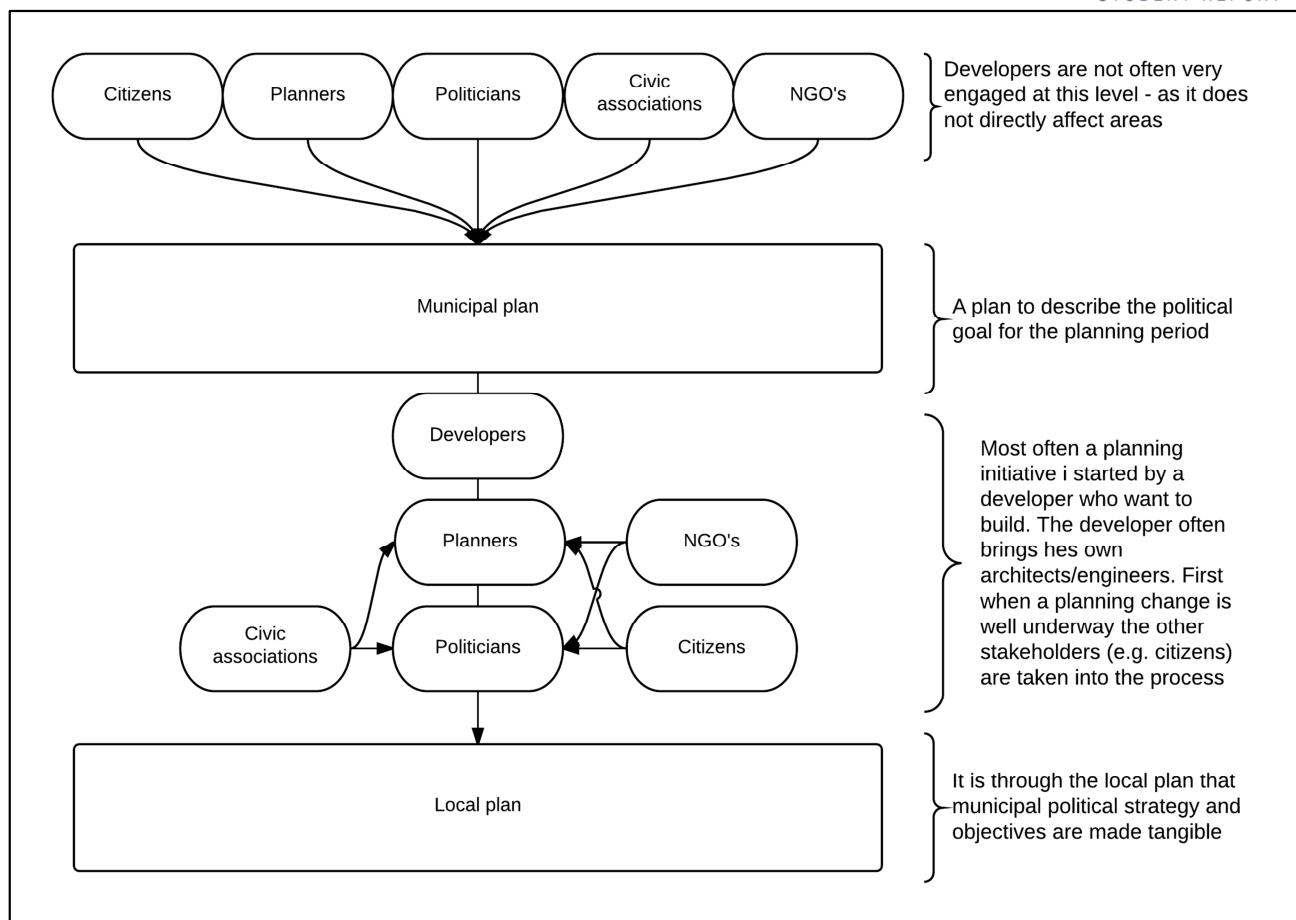 Citizens
Planners
Politicians
Civic
associations
NGO's
Developers are not often very
engaged at this level - as it does
not directly affect areas
Municipal plan
A plan to describe the political
goal for the planning period
Developers
Planners
NGO's
Civic
associations
Politicians
Citizens
Most often a planning
initiative i started by a
developer who want to
build. The developer often
brings hes own
architects/engineers. First
when a planning change is
well underway the other
stakeholders (e.g. citizens)
are taken into the process
Local plan
It is through the local plan that
municipal political strategy and
objectives are made tangible